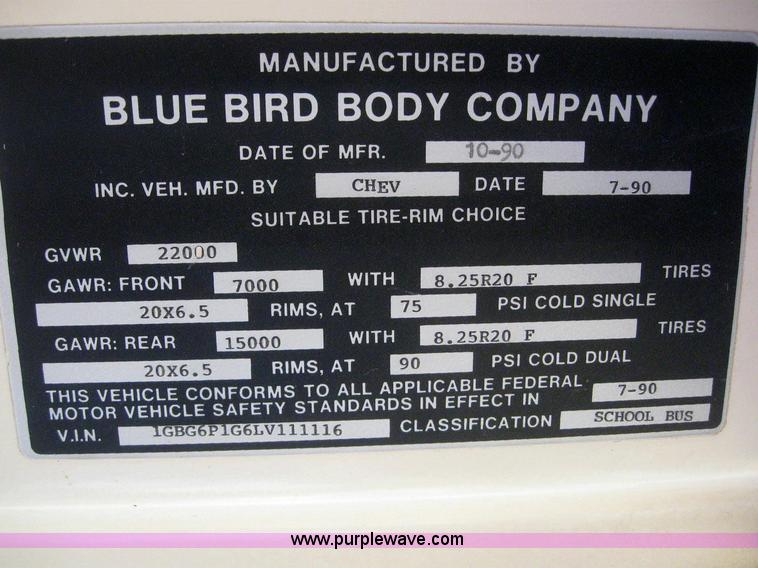 MANUFACTURED BY
BLUE BIRD BODY COMPANY
DATE OF MFR. 10-90
INC. VEH. MFD. BY CHEV DATE 7-90
SUITABLE TIRE-RIM CHOICE
GVWR 22000
GAWR: FRONT 7000 WITH 8.25R20 F TIRES
20X6.5 RIMS, AT 75 PSI COLD SINGLE
GAWR: REAR 15000 WITH 8.25R20 F TIRES
20X6.5 RIMS, AT 90 PSI COLD DUAL
THIS VEHICLE CONFORMS TO ALL APPLICABLE FEDERAL
MOTOR VEHICLE SAFETY STANDARDS IN EFFECT IN 7-90
V.I.N. 1GBG6P1G6LV111116 CLASSIFICATION SCHOOL BUS
www.purplewave.com